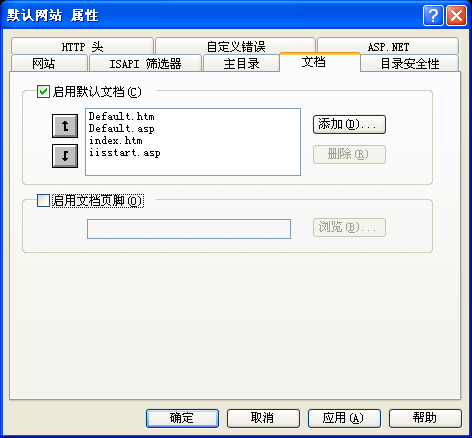 默认网站 属性
HTTP 头
自定义错误
ASP.NET
网站
ISAPI 筛选器
主目录
文档
目录安全性
启用默认文档(C)
Default.htm
Default.asp
index.htm
iisstart.asp
添加(D)...
删除(R)
启用文档页脚(O)
浏览(B)...
确定
取消
应用(A)
帮助